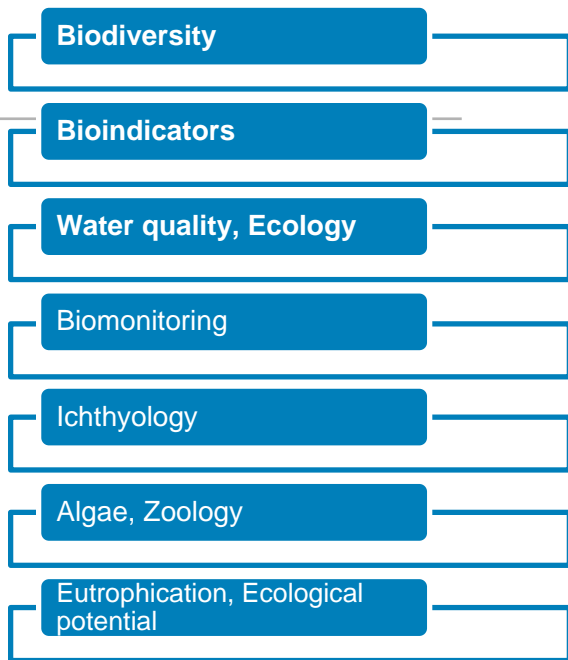 Biodiversity
Bioindicators
Water quality, Ecology
Biomonitoring
Ichthyology
Algae, Zoology
Eutrophication, Ecological
potential